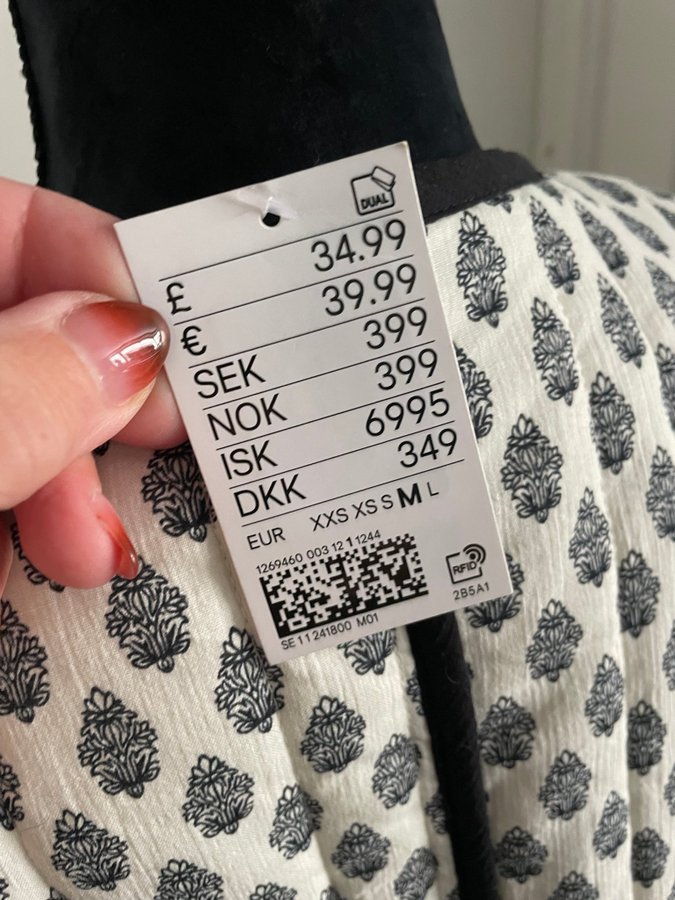 DUAL
£ 34.99
€ 39.99
SEK 399
NOK 399
ISK 6995
DKK 349
EUR XXS XS S M L
1269460 003 12 1 1244
RFID
2B5A1
SE 11 241800 M01